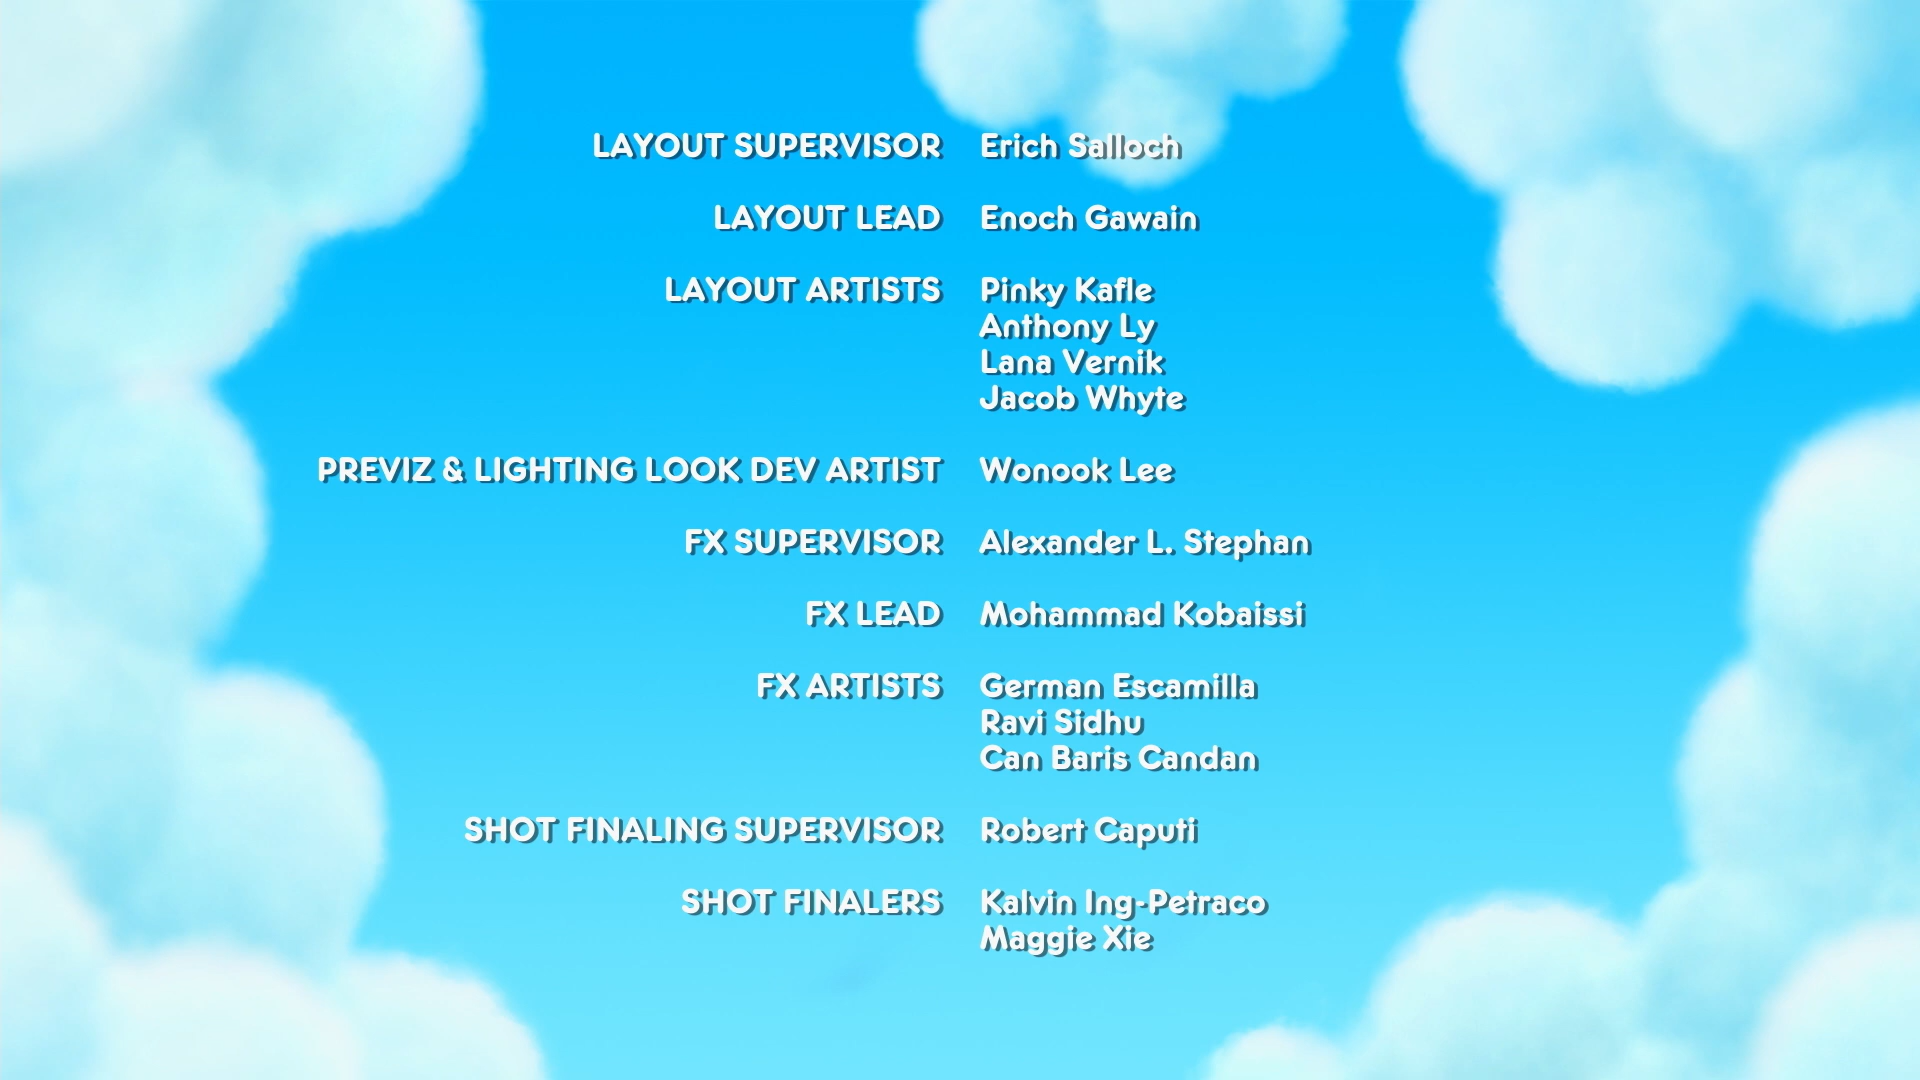 LAYOUT SUPERVISOR Erich Salloch
LAYOUT LEAD Enoch Gawain
LAYOUT ARTISTS Pinky Kafle
Anthony Ly
Lana Vernik
Jacob Whyte
PREVIZ & LIGHTING LOOK DEV ARTIST Wonook Lee
FX SUPERVISOR Alexander L. Stephan
FX LEAD Mohammad Kobaissi
FX ARTISTS German Escamilla
Ravi Sidhu
Can Baris Candan
SHOT FINALING SUPERVISOR Robert Caputi
SHOT FINALERS Kalvin Ing-Petraco
Maggie Xie